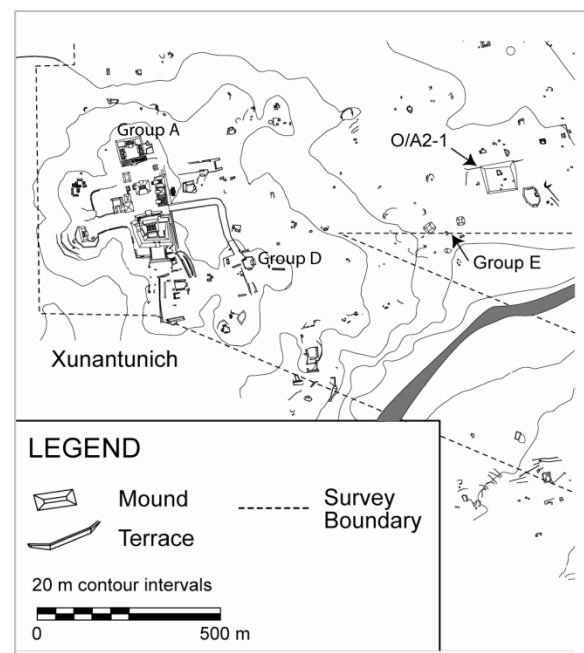 Group A
O/A2-1
Group D
Group E
Xunantunich
LEGEND
Mound
Terrace
Survey
Boundary
20 m contour intervals
0 500 m